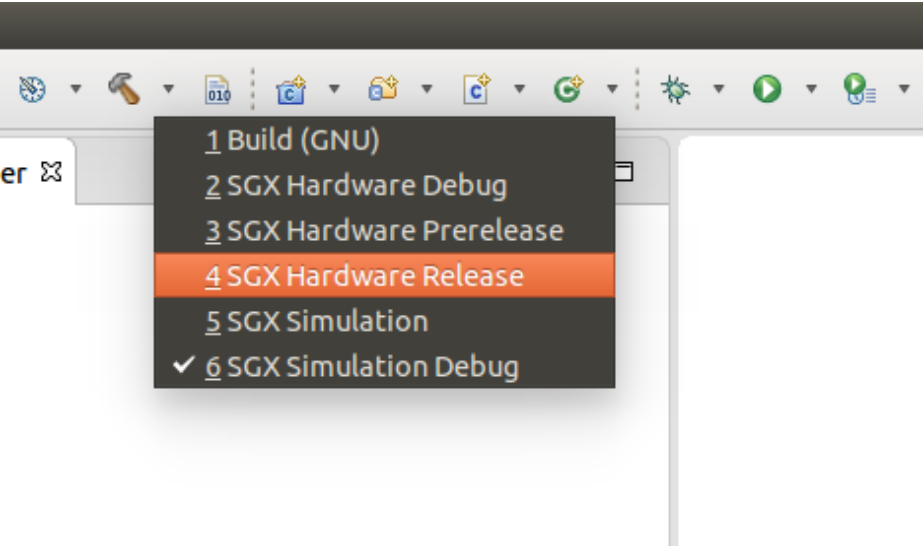 010
er
1 Build (GNU)
2 SGX Hardware Debug
3 SGX Hardware Prerelease
4 SGX Hardware Release
5 SGX Simulation
6 SGX Simulation Debug